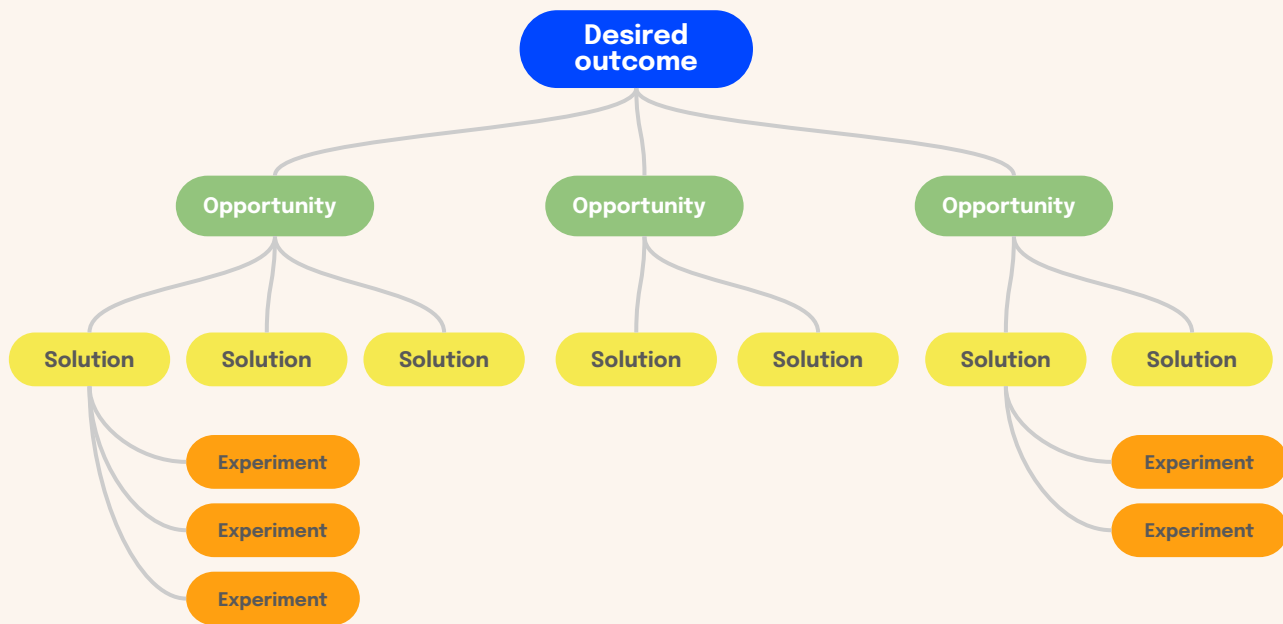 Desired
outcome
Opportunity
Opportunity
Opportunity
Solution
Solution
Solution
Solution
Solution
Solution
Solution
Experiment
Experiment
Experiment
Experiment
Experiment